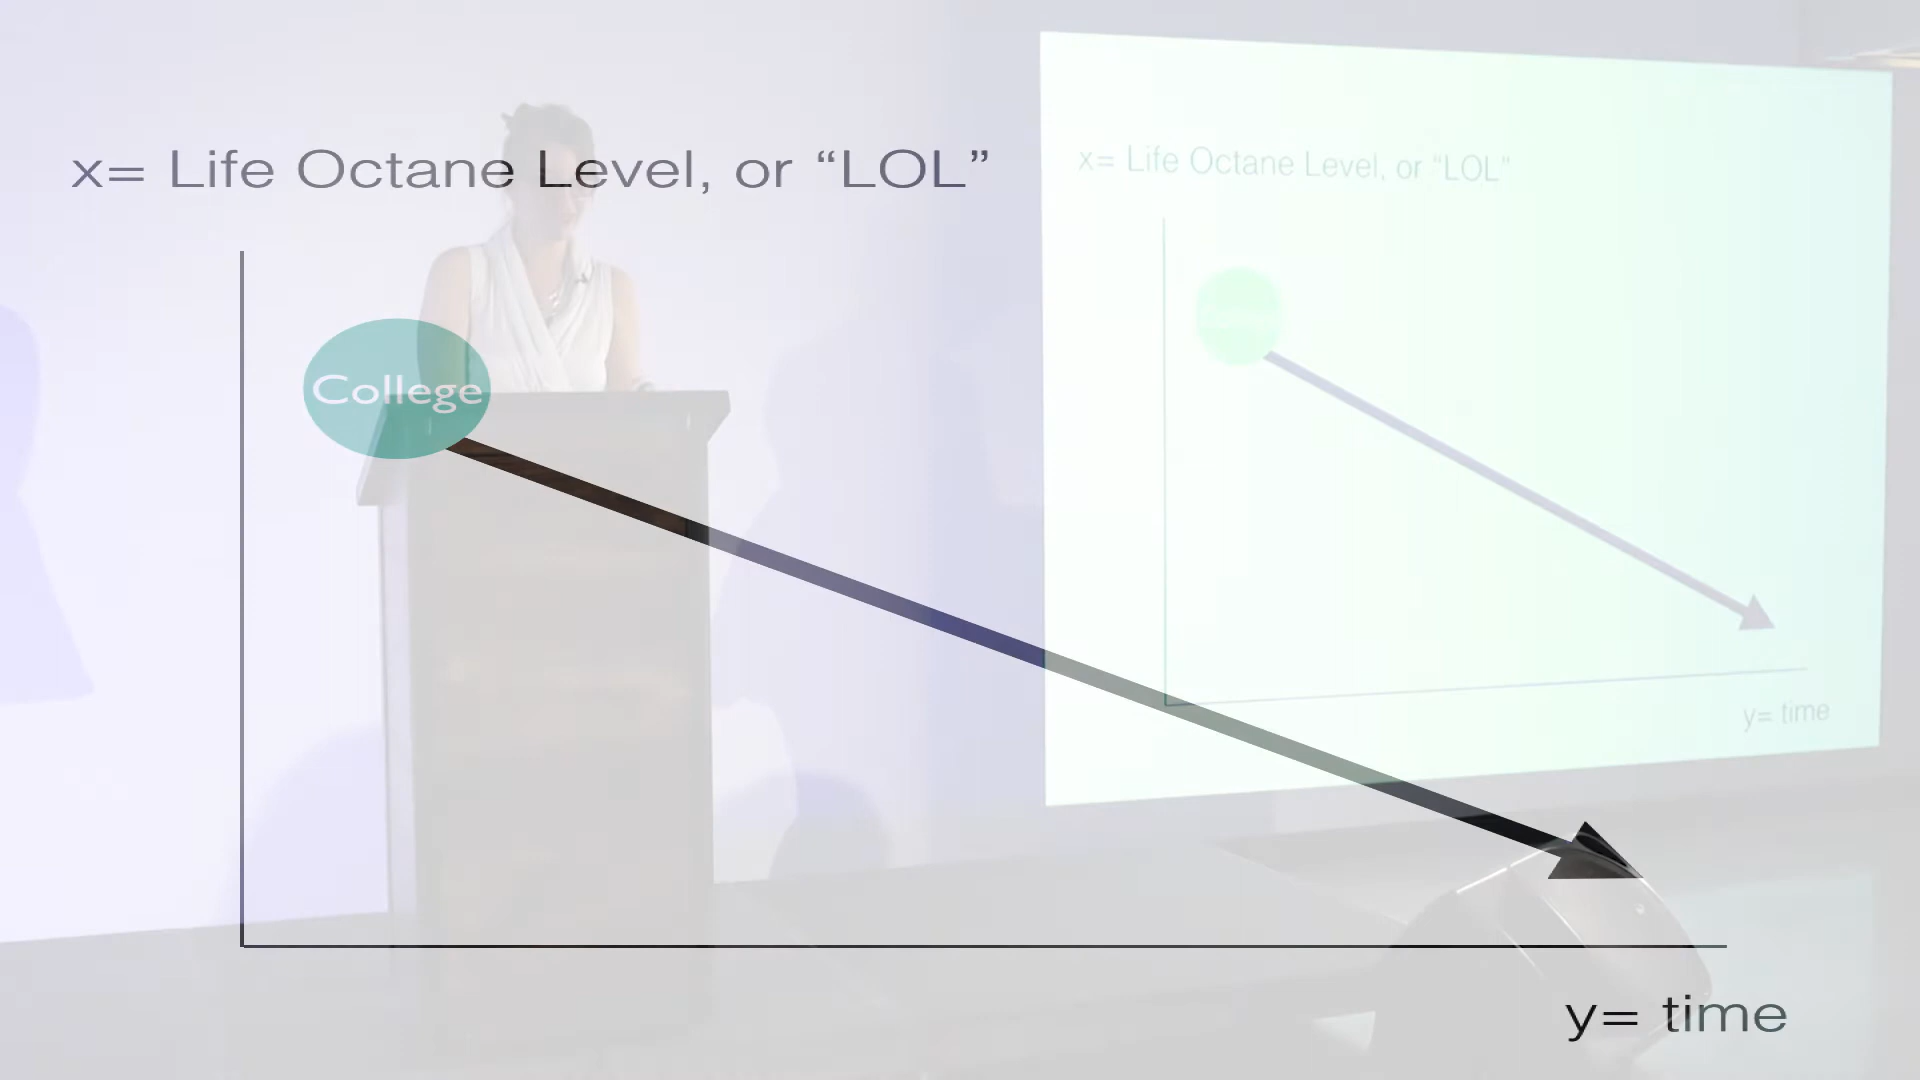 x= Life Octane Level, or “LOL”
College
y= time
x= Life Octane Level, or “LOL”
y= time